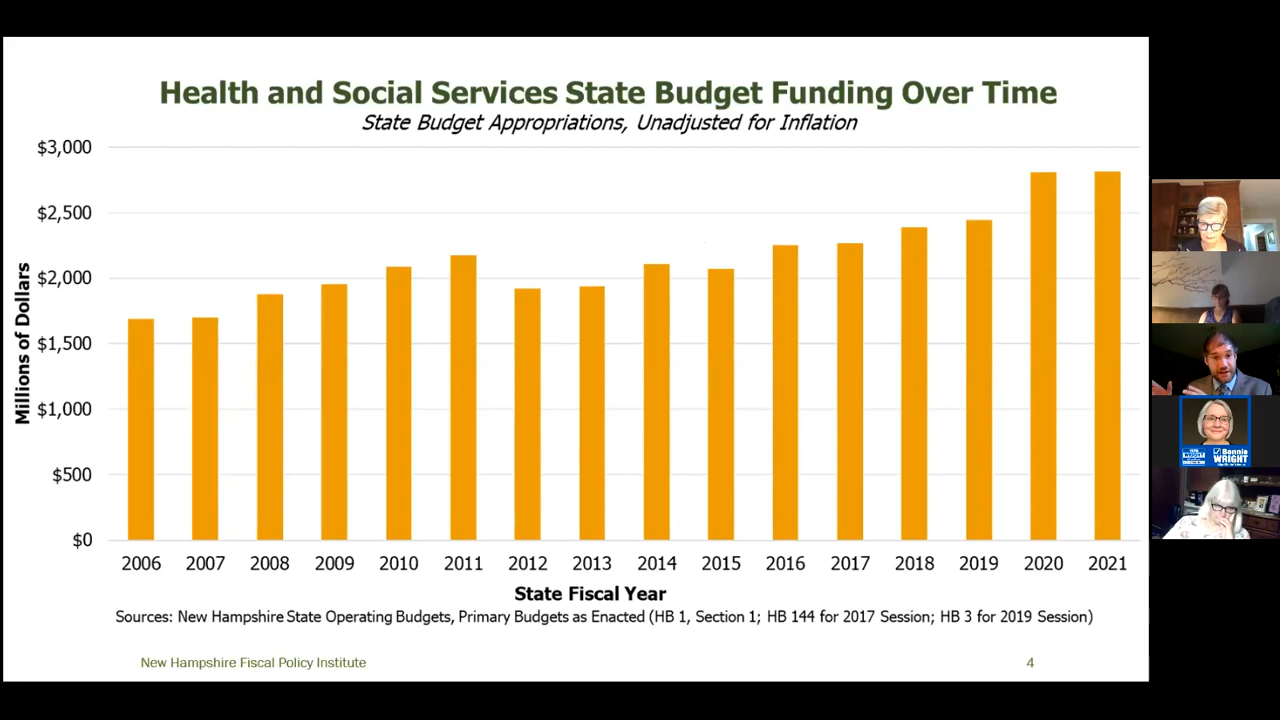 Health and Social Services State Budget Funding Over Time
State Budget Appropriations, Unadjusted for Inflation
Millions of Dollars
$3,000
$2,500
$2,000
$1,500
$1,000
$500
$0
2006 2007 2008 2009 2010 2011 2012 2013 2014 2015 2016 2017 2018 2019 2020 2021
State Fiscal Year
Sources: New Hampshire State Operating Budgets, Primary Budgets as Enacted (HB 1, Section 1; HB 144 for 2017 Session; HB 3 for 2019 Session)
New Hampshire Fiscal Policy Institute
4
WRIGHT
Bonnie
WRIGHT